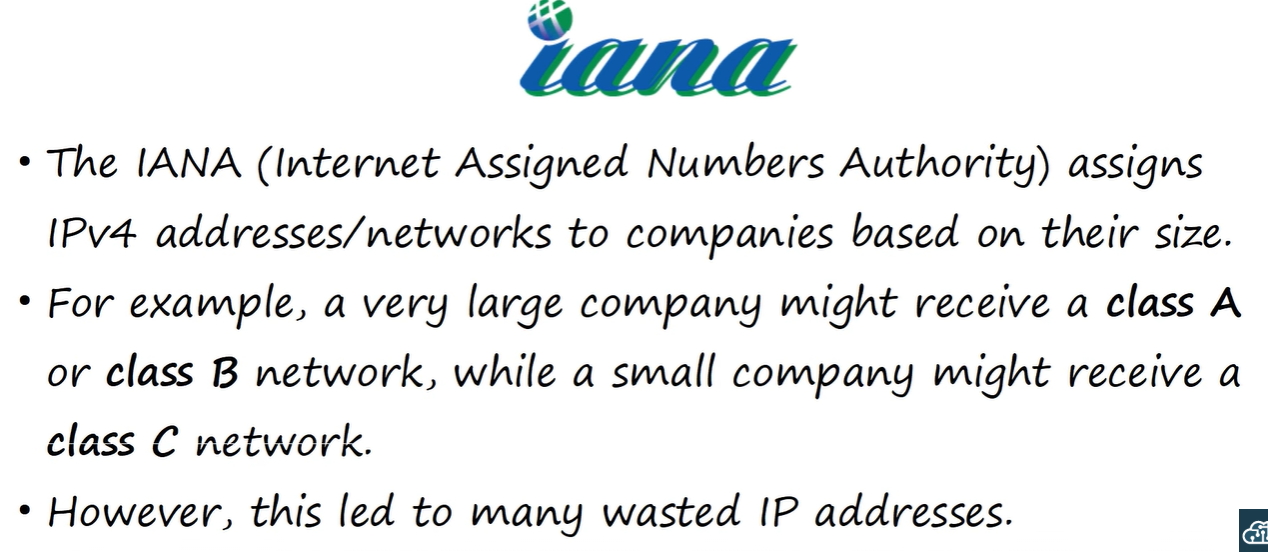 iana
• The IANA (Internet Assigned Numbers Authority) assigns
IPv4 addresses/networks to companies based on their size.
• For example, a very large company might receive a class A
or class B network, while a small company might receive a
class C network.
• However, this led to many wasted IP addresses.